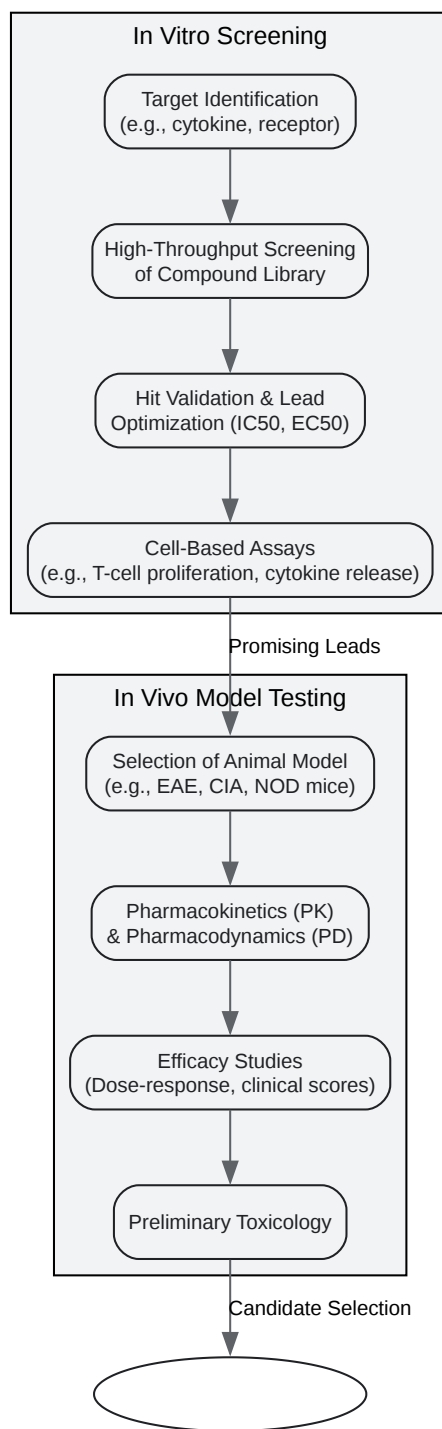 In Vitro Screening
Target Identification
(e.g., cytokine, receptor)
High-Throughput Screening
of Compound Library
Hit Validation & Lead
Optimization (IC50, EC50)
Cell-Based Assays
(e.g., T-cell proliferation, cytokine release)
Promising Leads
In Vivo Model Testing
Selection of Animal Model
(e.g., EAE, CIA, NOD mice)
Pharmacokinetics (PK)
& Pharmacodynamics (PD)
Efficacy Studies
(Dose-response, clinical scores)
Preliminary Toxicology
Candidate Selection